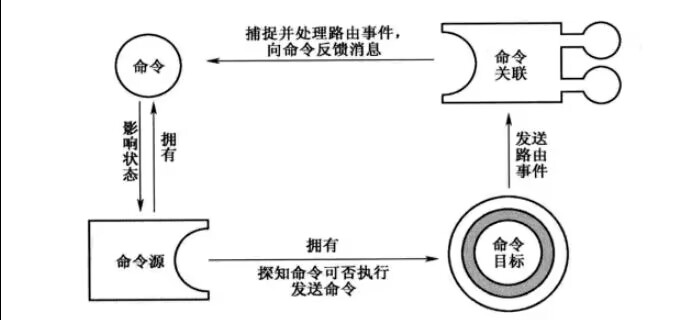 捕捉并处理路由事件，
向命令反馈消息
命令
命令
关联
影响状态
拥有
发送
路由
事件
命令源
拥有
探知命令可否执行
发送命令
命令
目标